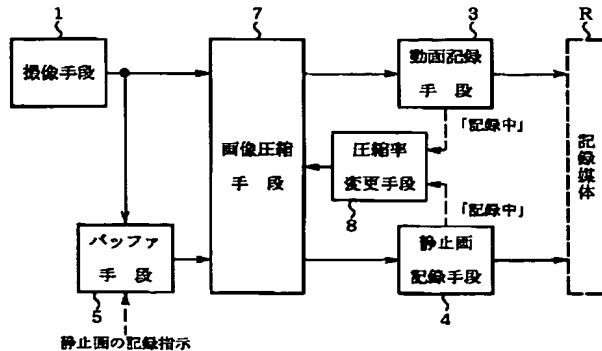 1
撮像手段
7
画像圧縮
手 段
3
動画記録
手 段
R
記録媒体
「記録中」
圧縮率
変更手段
8
「記録中」
バッファ
手 段
5
静止画
記録手段
4
静止画の記録指示